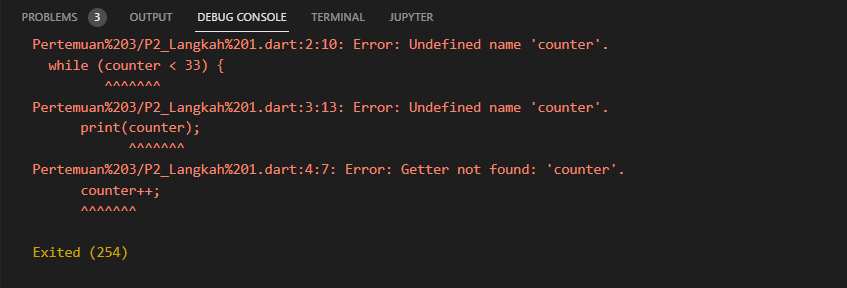 PROBLEMS 3 OUTPUT DEBUG CONSOLE TERMINAL JUPYTER
Pertemuan%203/P2_Langkah%201.dart:2:10: Error: Undefined name 'counter'.
while (counter < 33) {
^^^^^^^
Pertemuan%203/P2_Langkah%201.dart:3:13: Error: Undefined name 'counter'.
print(counter);
^^^^^^^
Pertemuan%203/P2_Langkah%201.dart:4:7: Error: Getter not found: 'counter'.
counter++;
^^^^^^^
Exited (254)